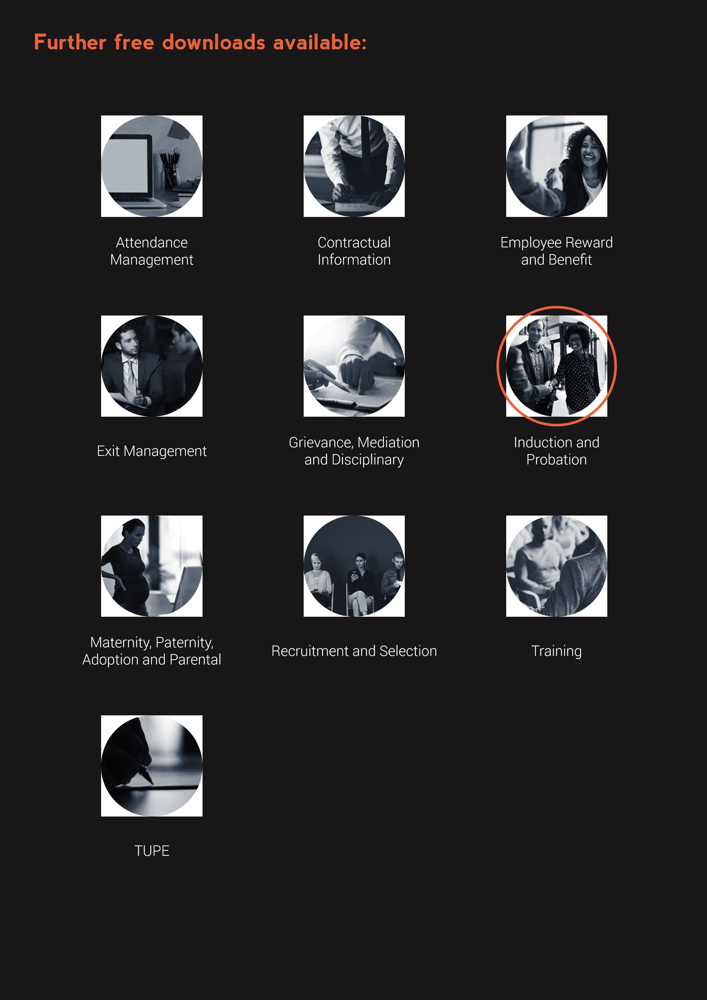 Further free downloads available:
Attendance
Management
Contractual
Information
Employee Reward
and Benefit
Exit Management
Grievance, Mediation
and Disciplinary
Induction and
Probation
Maternity, Paternity,
Adoption and Parental
Recruitment and Selection
Training
TUPE